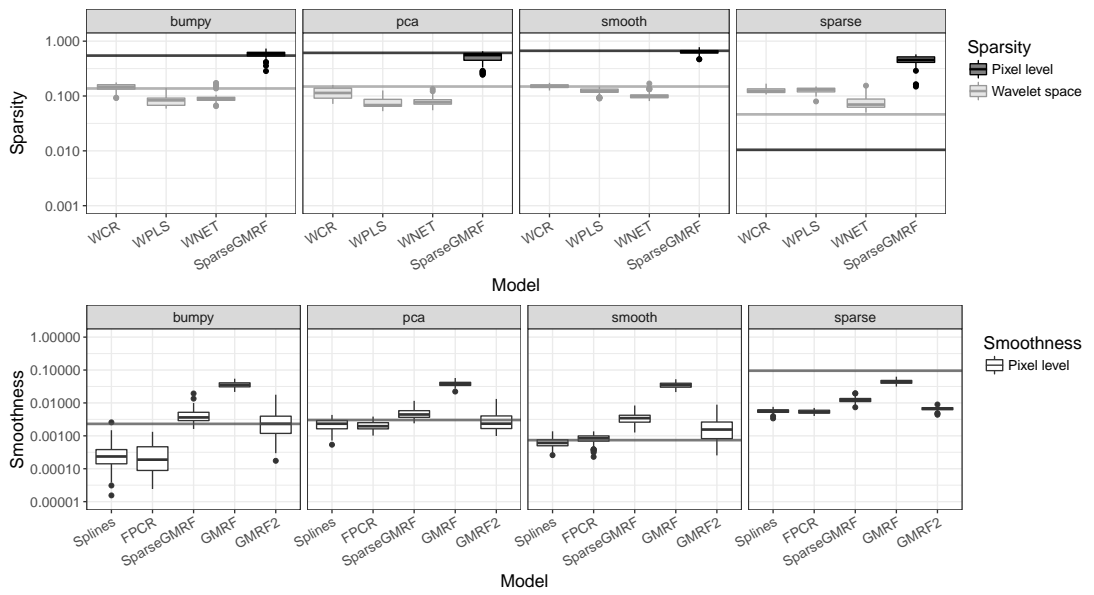 bumpy pca smooth sparse
1.000
0.100
0.010
0.001
Sparsity
WCR WPLS WNET SparseGMRF WCR WPLS WNET SparseGMRF WCR WPLS WNET SparseGMRF WCR WPLS WNET SparseGMRF
Model
Sparsity
Pixel level
Wavelet space
bumpy pca smooth sparse
1.00000
0.10000
0.01000
0.00100
0.00010
0.00001
Smoothness
Splines FPCR SparseGMRF GMRF GMRF2 Splines FPCR SparseGMRF GMRF GMRF2 Splines FPCR SparseGMRF GMRF GMRF2 Splines FPCR SparseGMRF GMRF GMRF2
Model
Smoothness
Pixel level